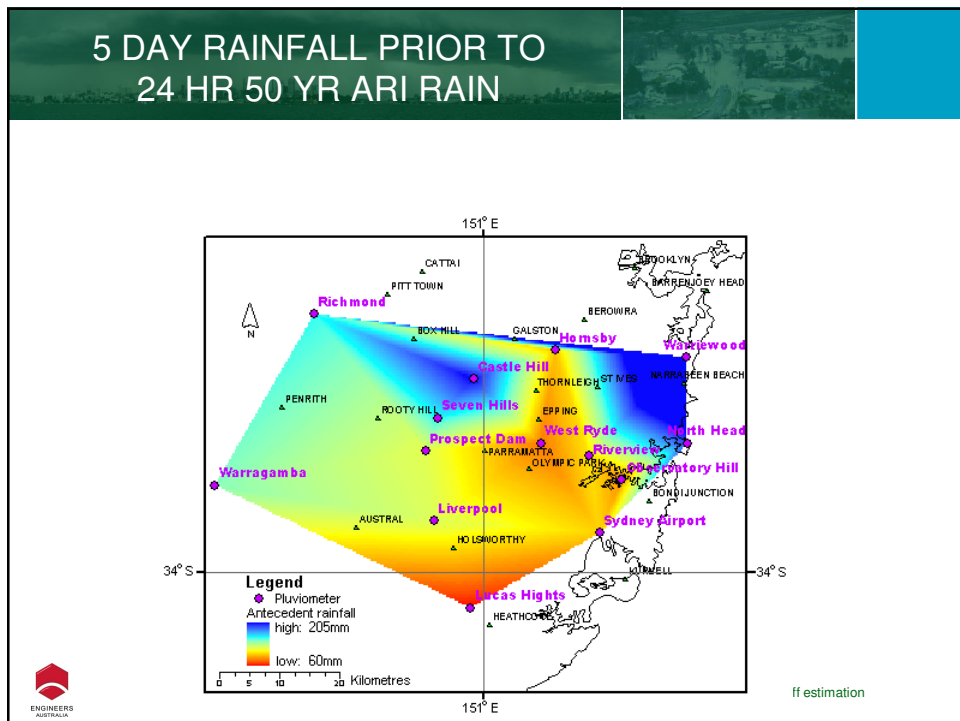 5 DAY RAINFALL PRIOR TO
24 HR 50 YR ARI RAIN
151° E
CATTAI
BROOKLYN
BARRENJOEY HEAD
PITT TOWN
Richmond
BEROWRA
N
BOX HILL
GALSTON
Hornsby
Warriewood
Castle Hill
NARRABEEN BEACH
THORNLEIGH
ST IVES
PENRITH
ROOTY HILL
Seven Hills
EPPING
West Ryde
North Head
Prospect Dam
PARRAMATTA
Riverview
OLYMPIC PARK
Observatory Hill
Warragamba
BONDI JUNCTION
Liverpool
AUSTRAL
Sydney Airport
HOLSWORTHY
34° S
34° S
KURNELL
Legend
Pluviometer
Lucas Hights
Antecedent rainfall
HEATHCOTE
high: 205mm
low: 60mm
0 5 10 20 Kilometres
151° E
ENGINEERS
AUSTRALIA
ff estimation